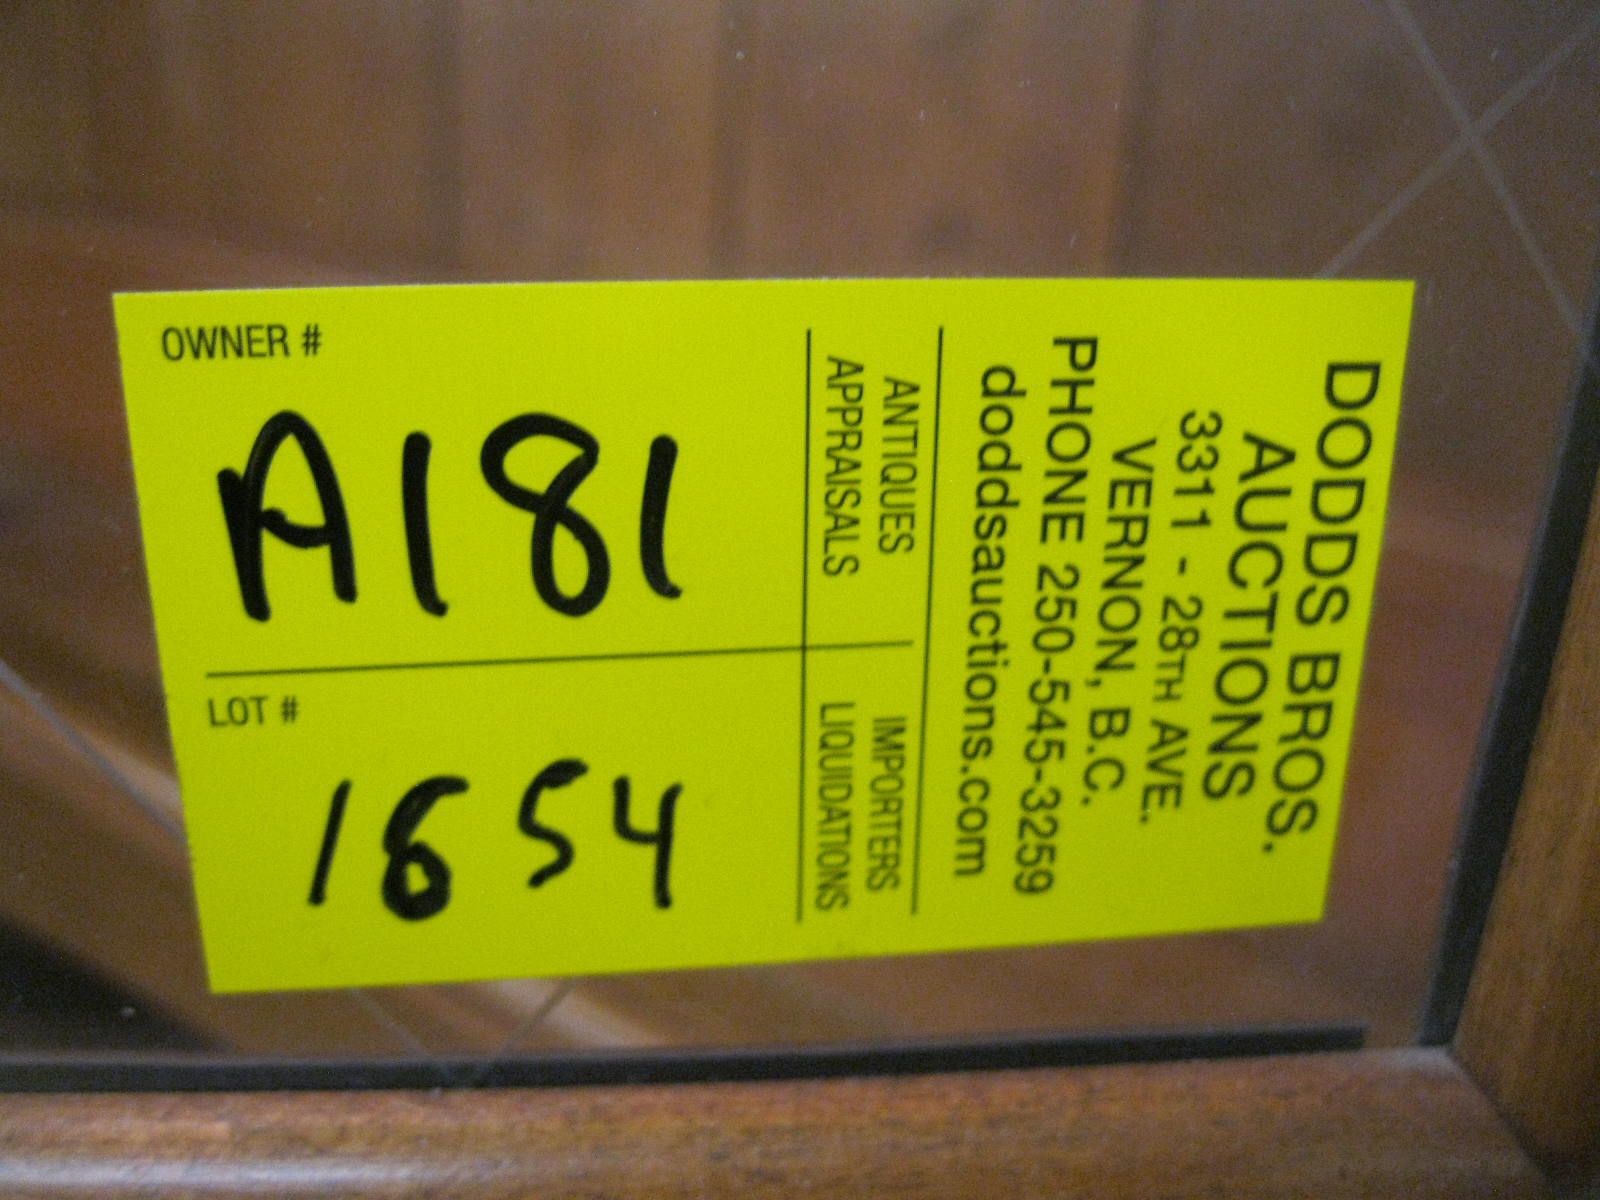 OWNER #
A181
LOT #
1654
ANTIQUES
APPRAISALS
IMPORTERS
LIQUIDATIONS
DODDS BROS.
AUCTIONS
3311 - 28TH AVE.
VERNON, B.C.
PHONE 250-545-3259
doddsauctions.com